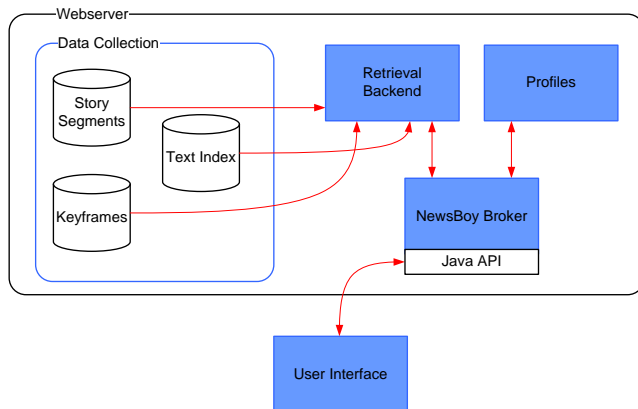 Webserver
Data Collection
Story
Segments
Text Index
Keyframes
Retrieval
Backend
Profiles
NewsBoy Broker
Java API
User Interface